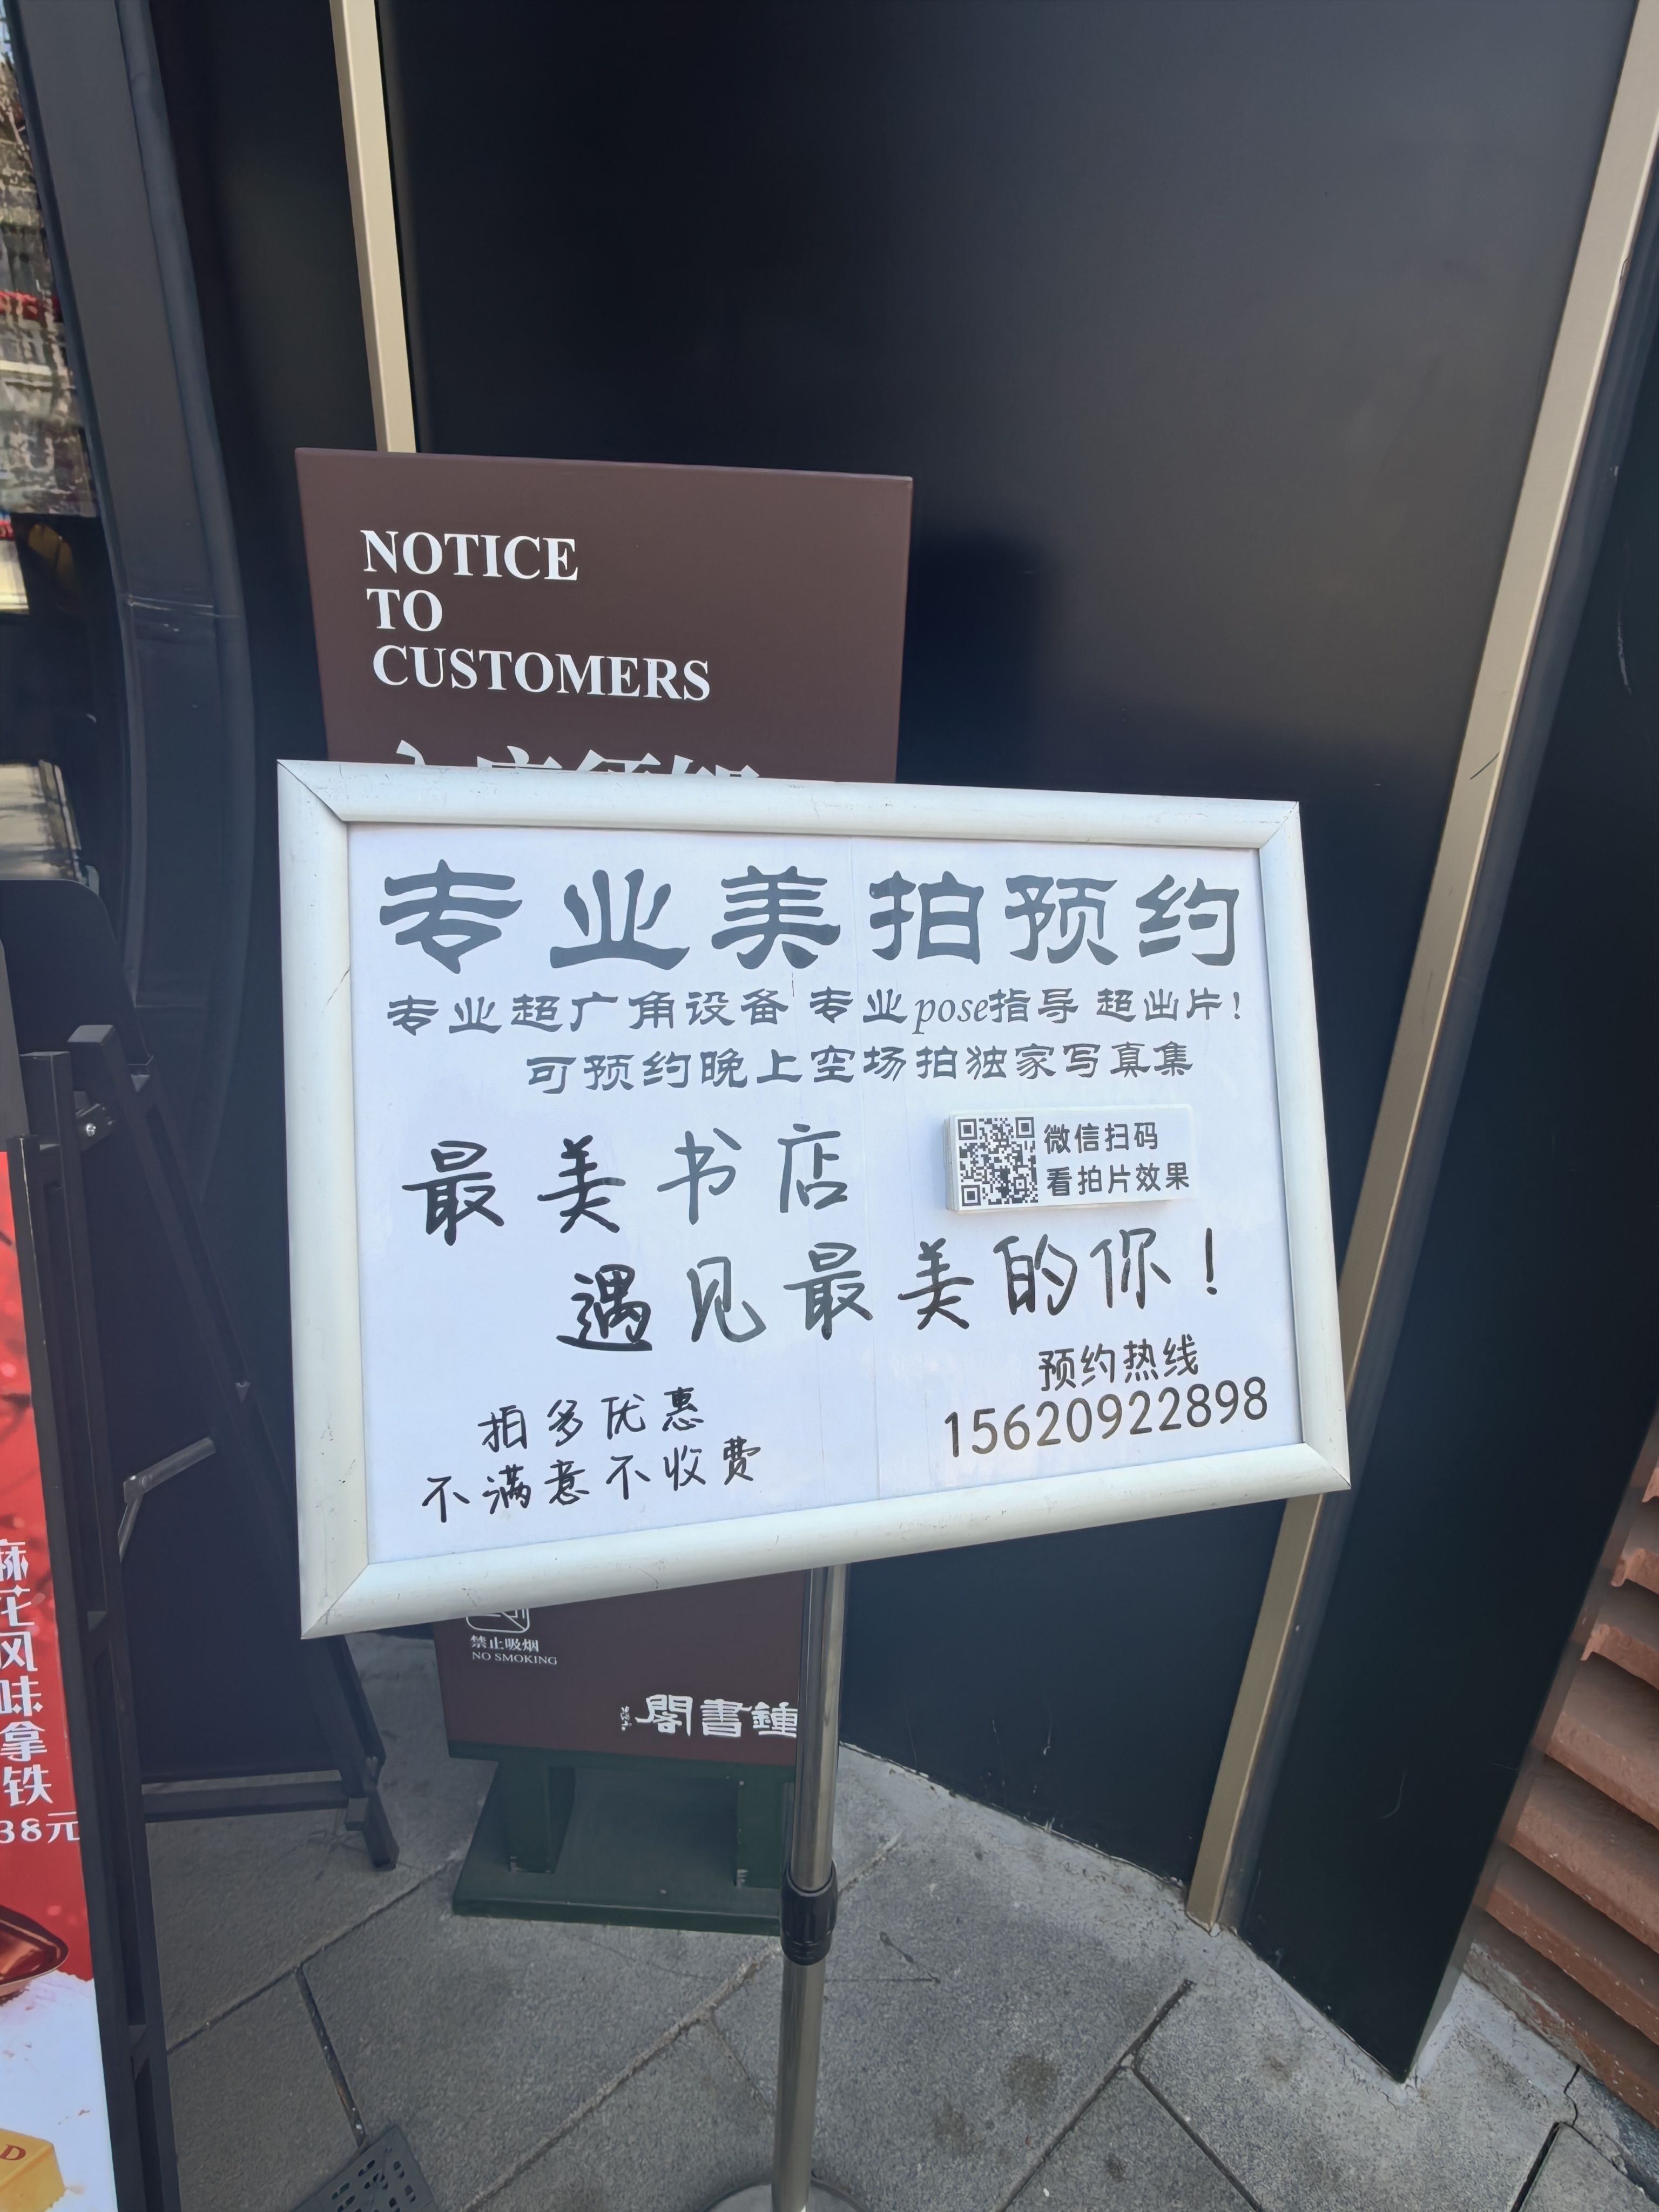 NOTICE
TO
CUSTOMERS
专业美拍预约
专业超广角设备 专业pose指导 超出片!
可预约晚上空场拍独家写真集
最美书店
微信扫码
看拍片效果
遇见最美的你!
预约热线
15620922898
拍多优惠
不满意不收费
禁止吸烟
NO SMOKING
鍾書閣
麻花风味拿铁
38元